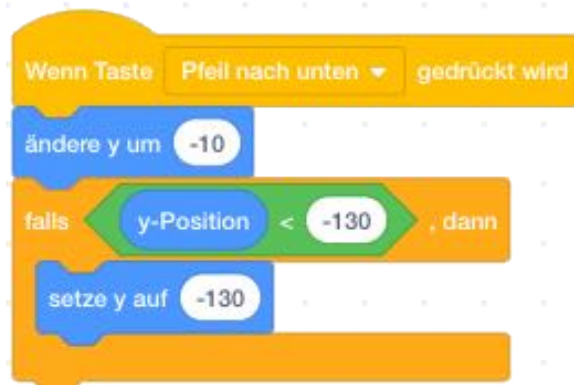 Wenn Taste Pfeil nach unten gedrückt wird
ändere y um -10
falls y-Position < -130 , dann
setze y auf -130